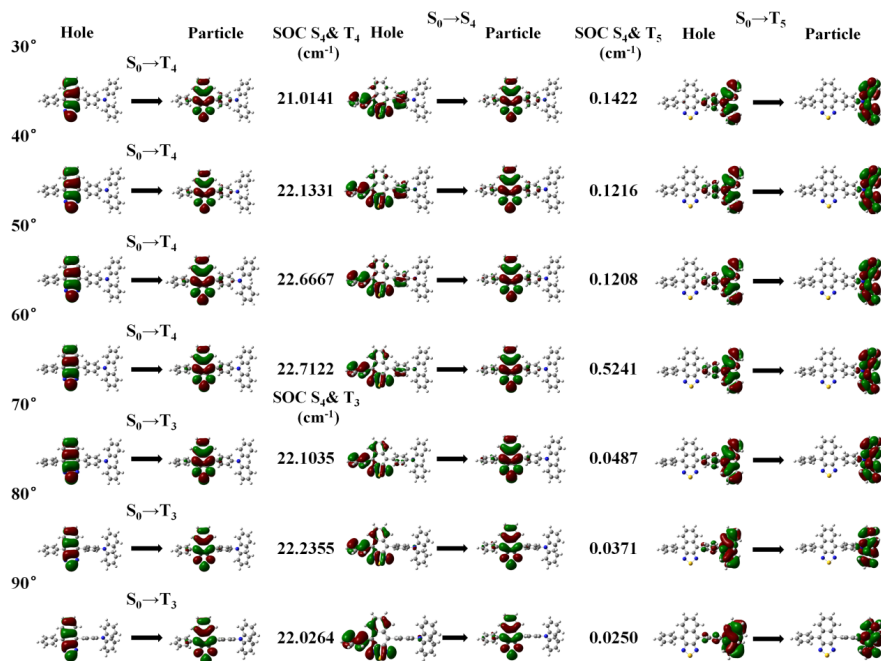 S₀→S₄ S₀→T₅
30° Hole Particle SOC S₄& T₄ Hole Particle SOC S₄& T₅ Hole Particle
(cm⁻¹) (cm⁻¹)
S₀→T₄
21.0141 0.1422
40°
S₀→T₄
22.1331 0.1216
50°
S₀→T₄
22.6667 0.1208
60°
S₀→T₄
22.7122 0.5241
70° SOC S₄& T₃
(cm⁻¹)
S₀→T₃
22.1035 0.0487
80°
S₀→T₃
22.2355 0.0371
90°
S₀→T₃
22.0264 0.0250